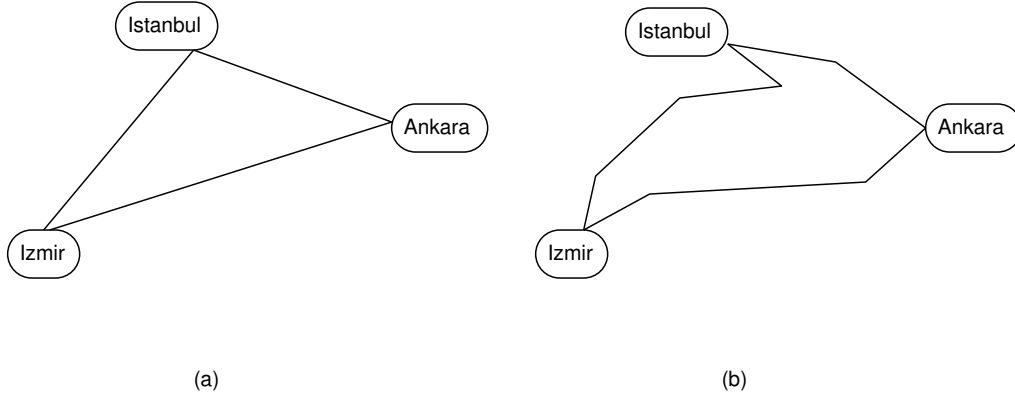 Istanbul
Ankara
Izmir
(a)
Istanbul
Ankara
Izmir
(b)